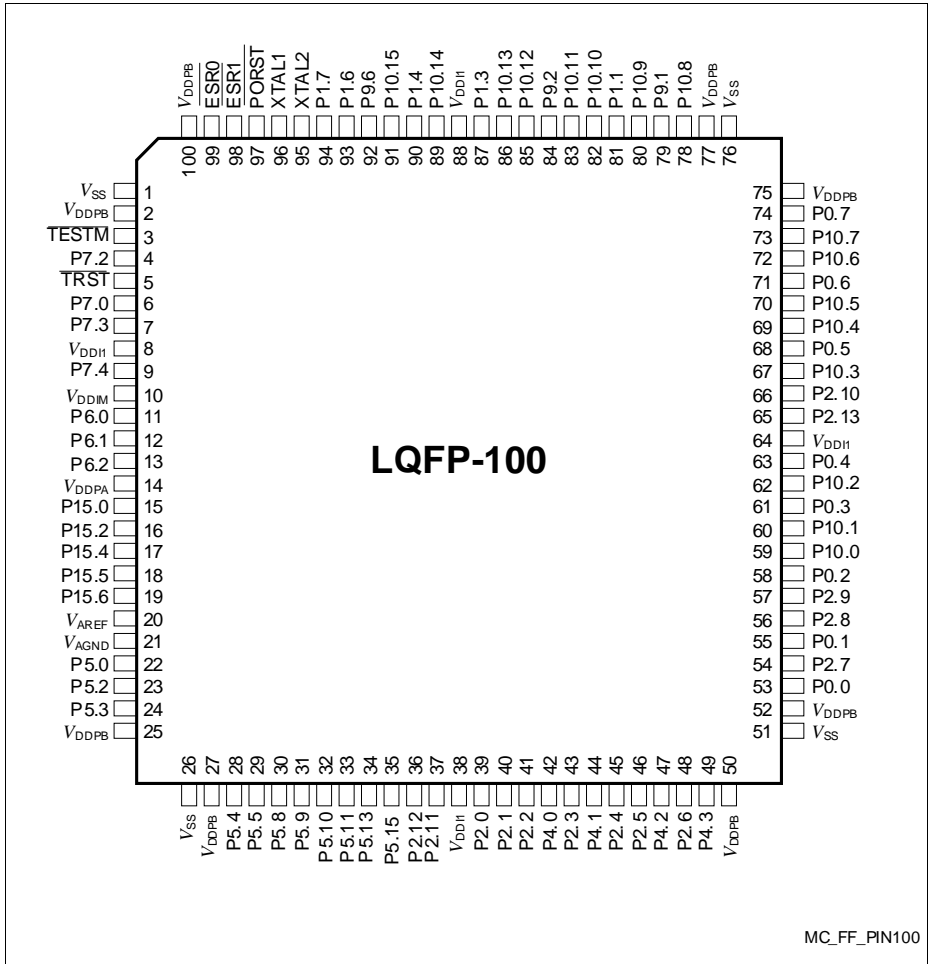 VDDPB
ESR0
ESR1
PORST
XTAL1
XTAL2
P1.7
P1.6
P9.6
P10.15
P1.4
P10.14
VDDI1
P1.3
P10.13
P10.12
P9.2
P10.11
P10.10
P1.1
P10.9
P9.1
P10.8
VDDPB
VSS
100
99
98
97
96
95
94
93
92
91
90
89
88
87
86
85
84
83
82
81
80
79
78
77
76
VSS 1
VDDPB 2
TESTM 3
P7.2 4
TRST 5
P7.0 6
P7.3 7
VDDI1 8
P7.4 9
VDDIM 10
P6.0 11
P6.1 12
P6.2 13
VDDPA 14
P15.0 15
P15.2 16
P15.4 17
P15.5 18
P15.6 19
VAREF 20
VAGND 21
P5.0 22
P5.2 23
P5.3 24
VDDPB 25
LQFP-100
75 VDDPB
74 P0.7
73 P10.7
72 P10.6
71 P0.6
70 P10.5
69 P10.4
68 P0.5
67 P10.3
66 P2.10
65 P2.13
64 VDDI1
63 P0.4
62 P10.2
61 P0.3
60 P10.1
59 P10.0
58 P0.2
57 P2.9
56 P2.8
55 P0.1
54 P2.7
53 P0.0
52 VDDPB
51 VSS
26
27
28
29
30
31
32
33
34
35
36
37
38
39
40
41
42
43
44
45
46
47
48
49
50
VSS
VDDPB
P5.4
P5.5
P5.8
P5.9
P5.10
P5.11
P5.13
P5.15
P2.12
P2.11
VDDI1
P2.0
P2.1
P2.2
P4.0
P2.3
P4.1
P2.4
P2.5
P4.2
P2.6
P4.3
VDDPB
MC_FF_PIN100